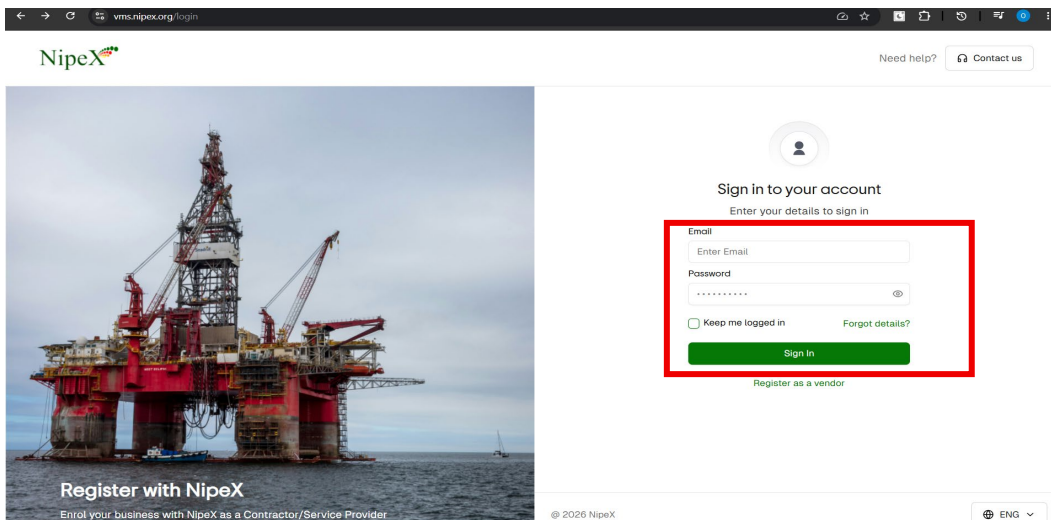 vms.nipex.org/login
NipeX
Need help?
Contact us
Sign in to your account
Enter your details to sign in
Email
Enter Email
Password
Keep me logged in
Forgot details?
Sign In
Register as a vendor
Register with NipeX
Enrol your business with NipeX as a Contractor/Service Provider
@ 2026 NipeX
ENG